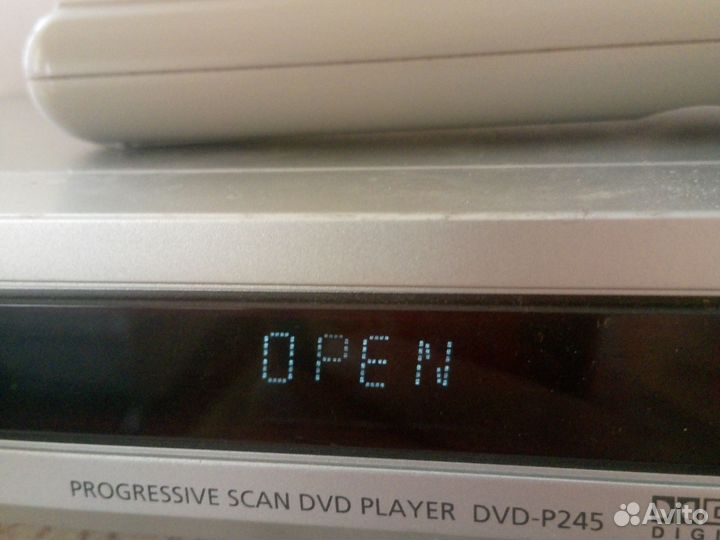 OPEN
PROGRESSIVE SCAN DVD PLAYER DVD-P245
Avito